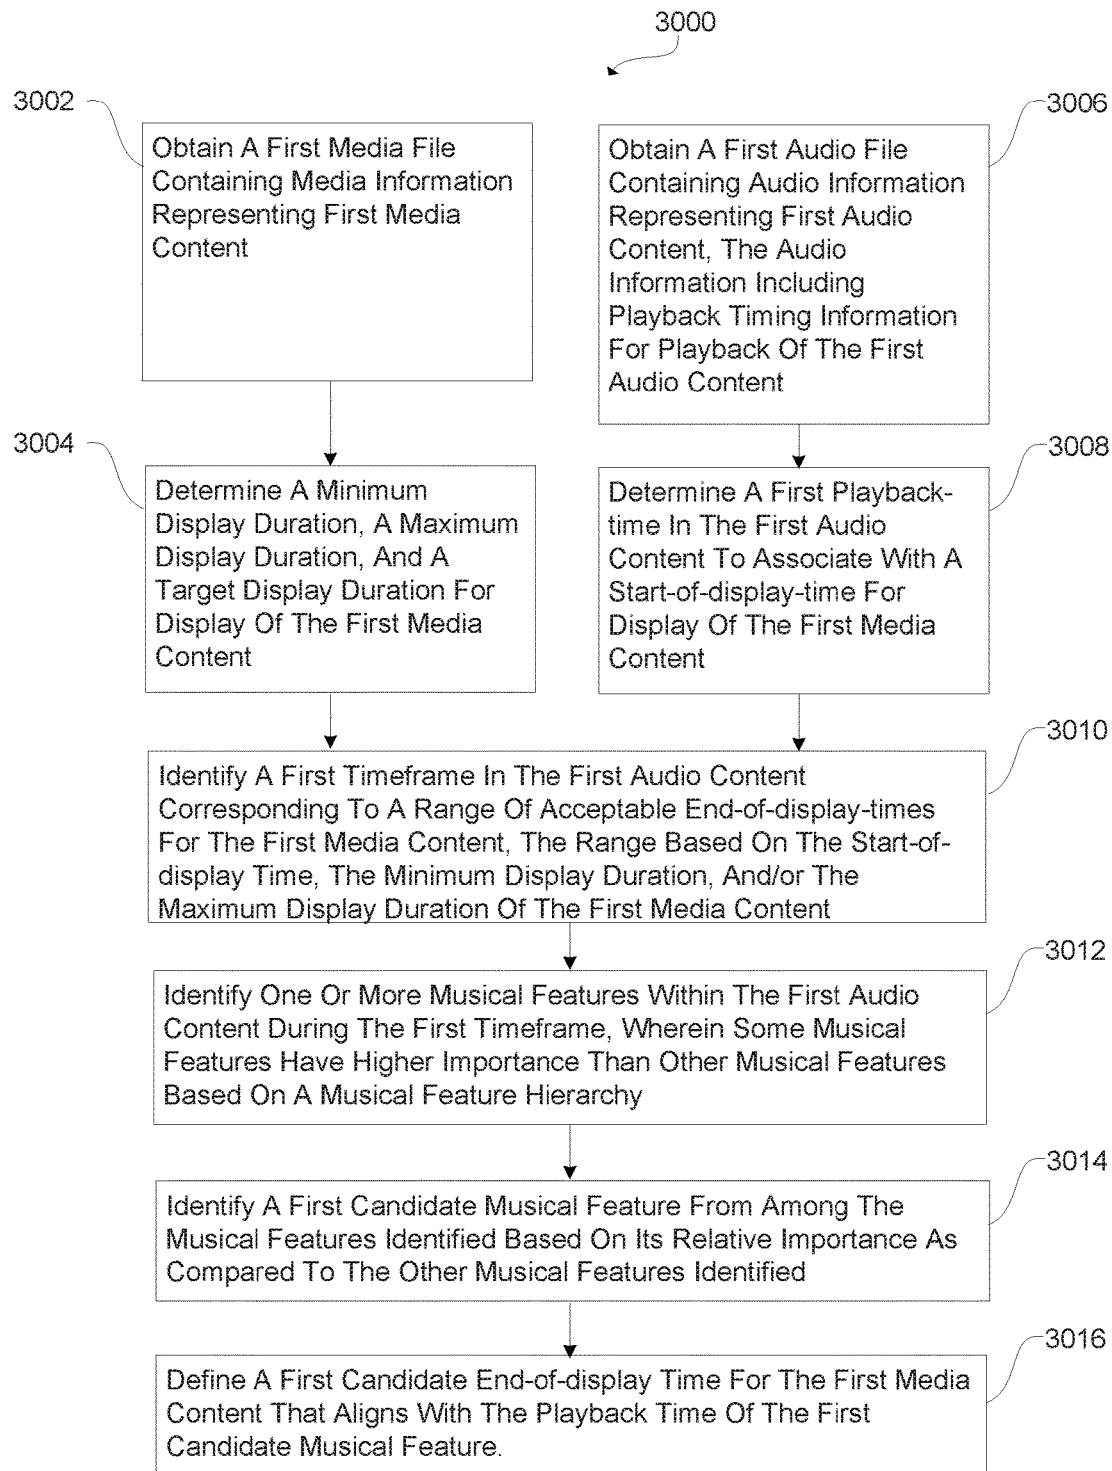 3000
3002
Obtain A First Media File
Containing Media Information
Representing First Media
Content
3006
Obtain A First Audio File
Containing Audio Information
Representing First Audio
Content, The Audio
Information Including
Playback Timing Information
For Playback Of The First
Audio Content
3004
Determine A Minimum
Display Duration, A Maximum
Display Duration, And A
Target Display Duration For
Display Of The First Media
Content
3008
Determine A First Playback-
time In The First Audio
Content To Associate With A
Start-of-display-time For
Display Of The First Media
Content
3010
Identify A First Timeframe In The First Audio Content
Corresponding To A Range Of Acceptable End-of-display-times
For The First Media Content, The Range Based On The Start-of-
display Time, The Minimum Display Duration, And/or The
Maximum Display Duration Of The First Media Content
3012
Identify One Or More Musical Features Within The First Audio
Content During The First Timeframe, Wherein Some Musical
Features Have Higher Importance Than Other Musical Features
Based On A Musical Feature Hierarchy
3014
Identify A First Candidate Musical Feature From Among The
Musical Features Identified Based On Its Relative Importance As
Compared To The Other Musical Features Identified
3016
Define A First Candidate End-of-display Time For The First Media
Content That Aligns With The Playback Time Of The First
Candidate Musical Feature.